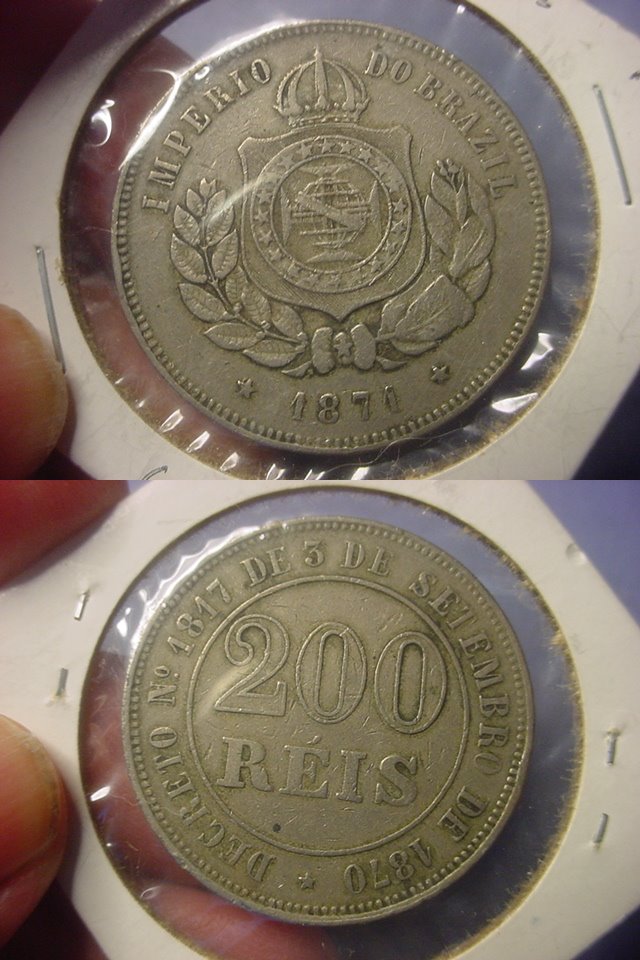 IMPERIO DO BRAZIL
1871
DECRETO Nº 1817 DE 3 DE SETEMBRO DE 1870
200
RÉIS